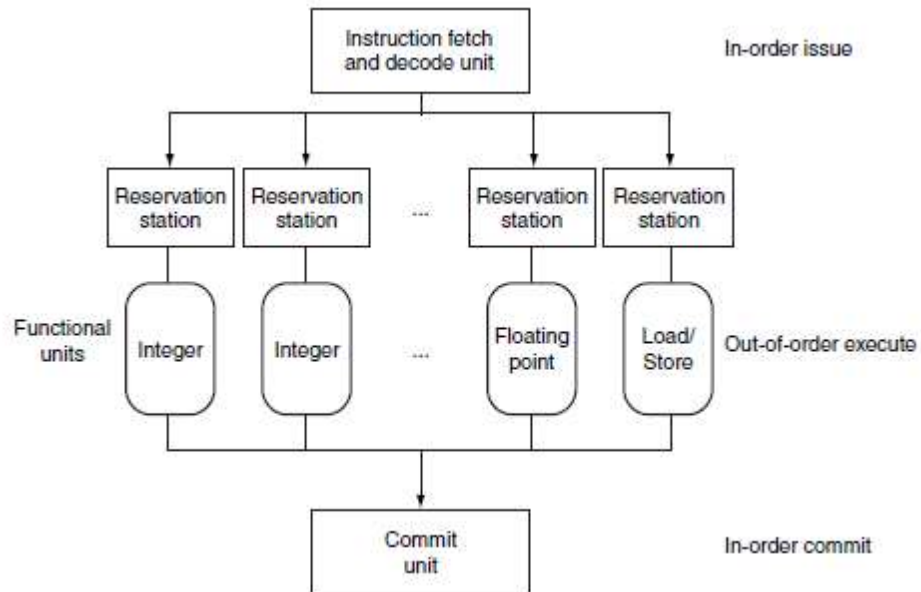 Instruction fetch
and decode unit
In-order issue
Reservation
station
Reservation
station
...
Reservation
station
Reservation
station
Functional
units
Integer
Integer
...
Floating
point
Load/
Store
Out-of-order execute
Commit
unit
In-order commit